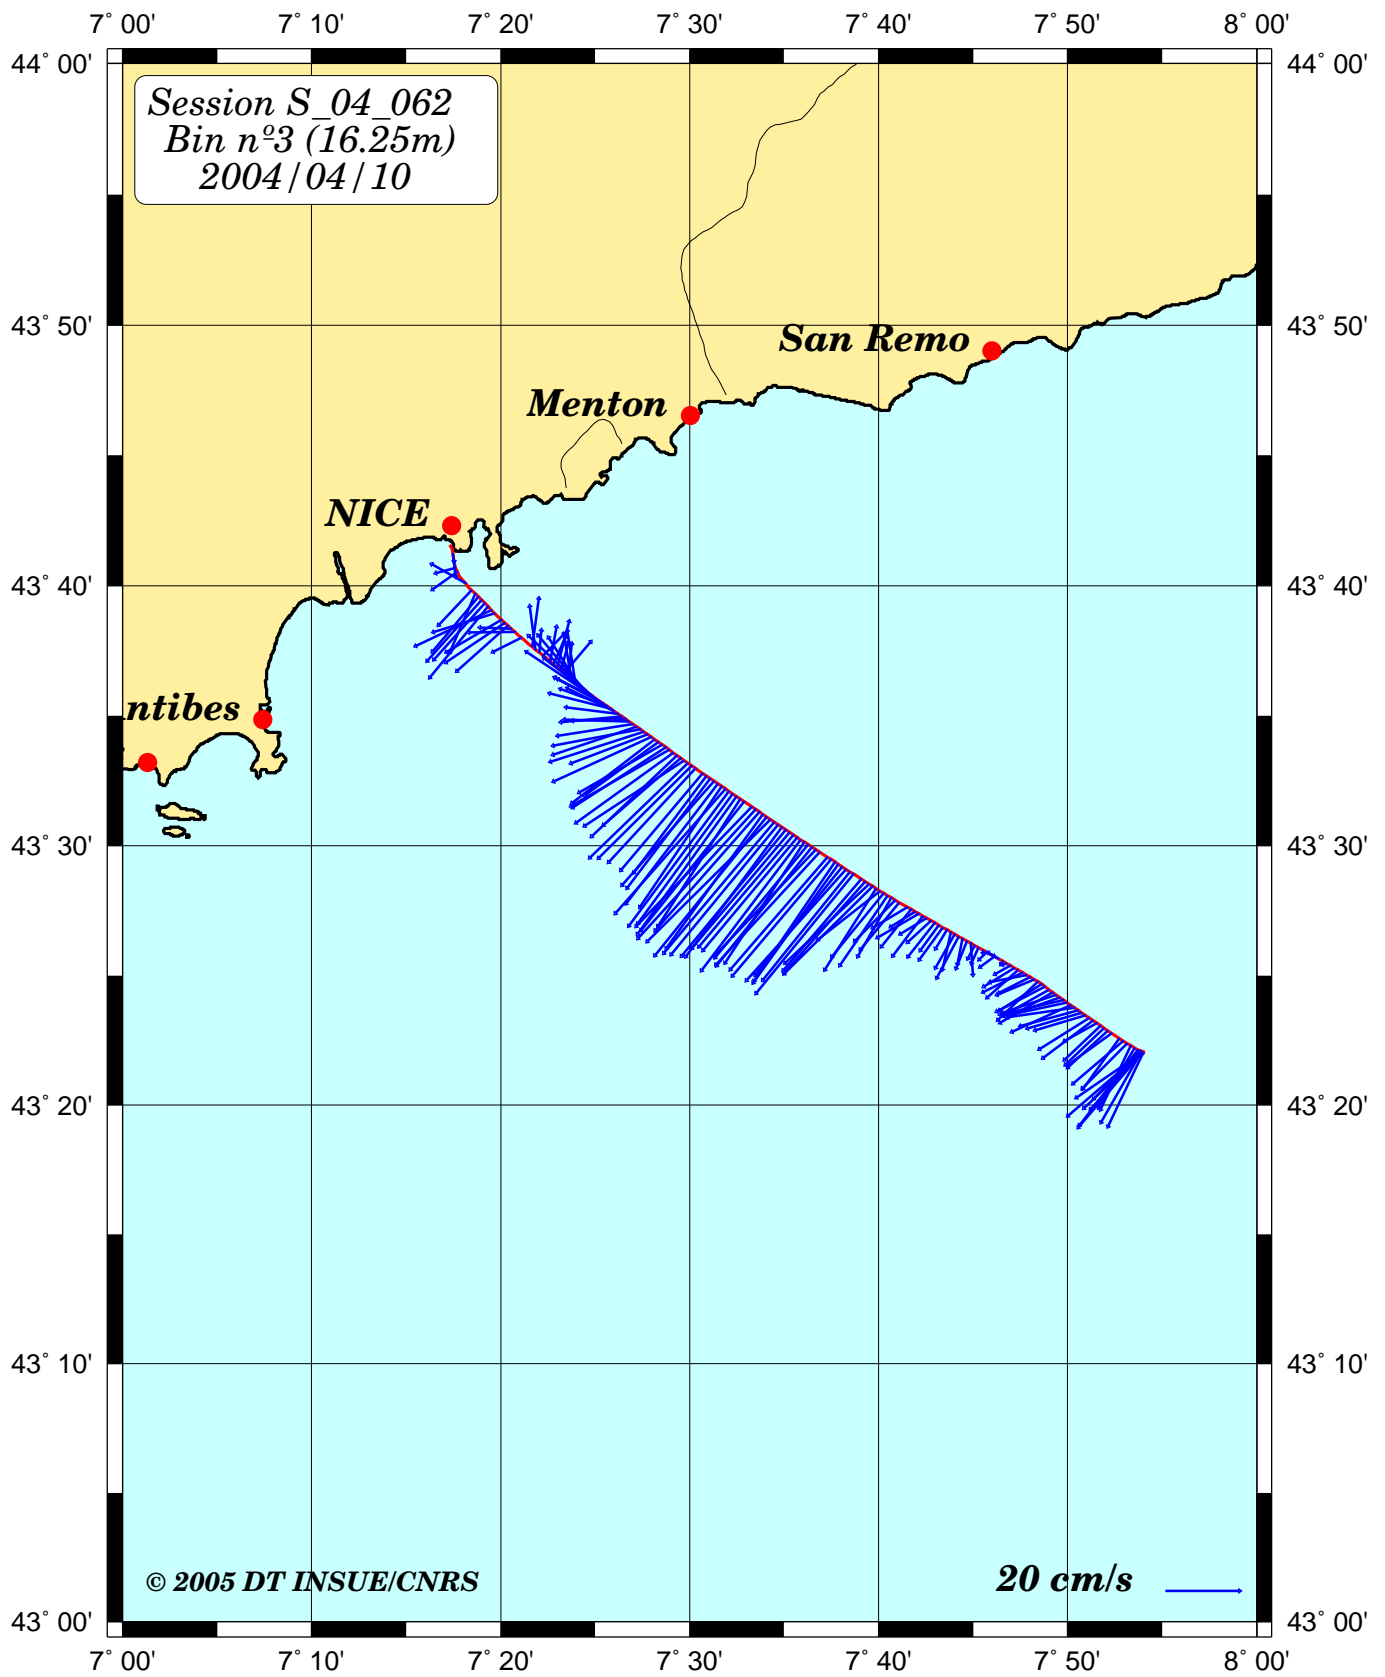 7° 00' 7° 10' 7° 20' 7° 30' 7° 40' 7° 50' 8° 00'
44° 00' 44° 00'
Session S_04_062
Bin nº3 (16.25m)
2004/04/10
43° 50' 43° 50'
San Remo
Menton
NICE
43° 40' 43° 40'
ntibes
43° 30' 43° 30'
43° 20' 43° 20'
43° 10' 43° 10'
© 2005 DT INSUE/CNRS 20 cm/s
43° 00' 43° 00'
7° 00' 7° 10' 7° 20' 7° 30' 7° 40' 7° 50' 8° 00'